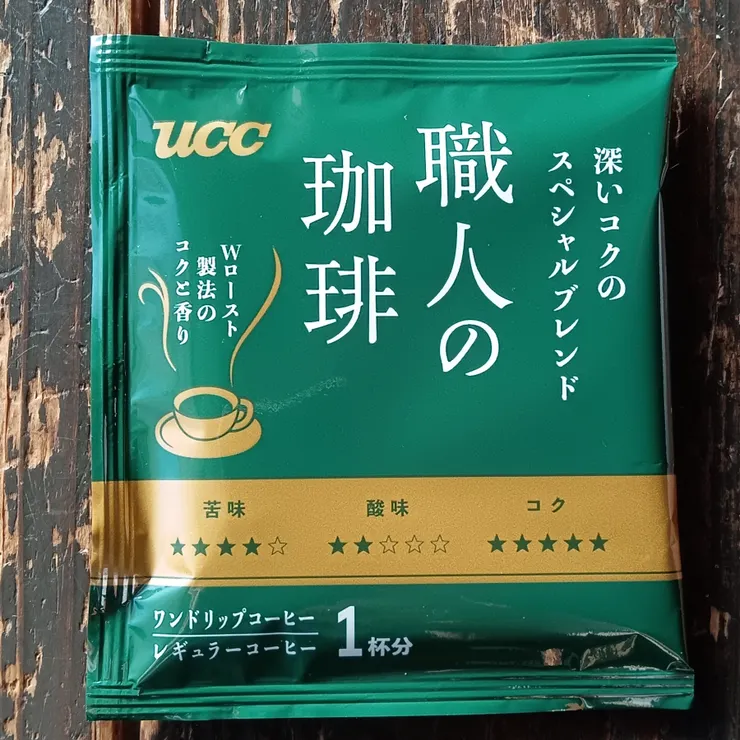 UCC
深いコクの
スペシャルブレンド
職人の
珈琲
Wロースト
製法の
コクと香り
苦味 酸味 コク
★★★★☆ ★★☆☆☆ ★★★★★
ワンドリップコーヒー
レギュラーコーヒー
1杯分